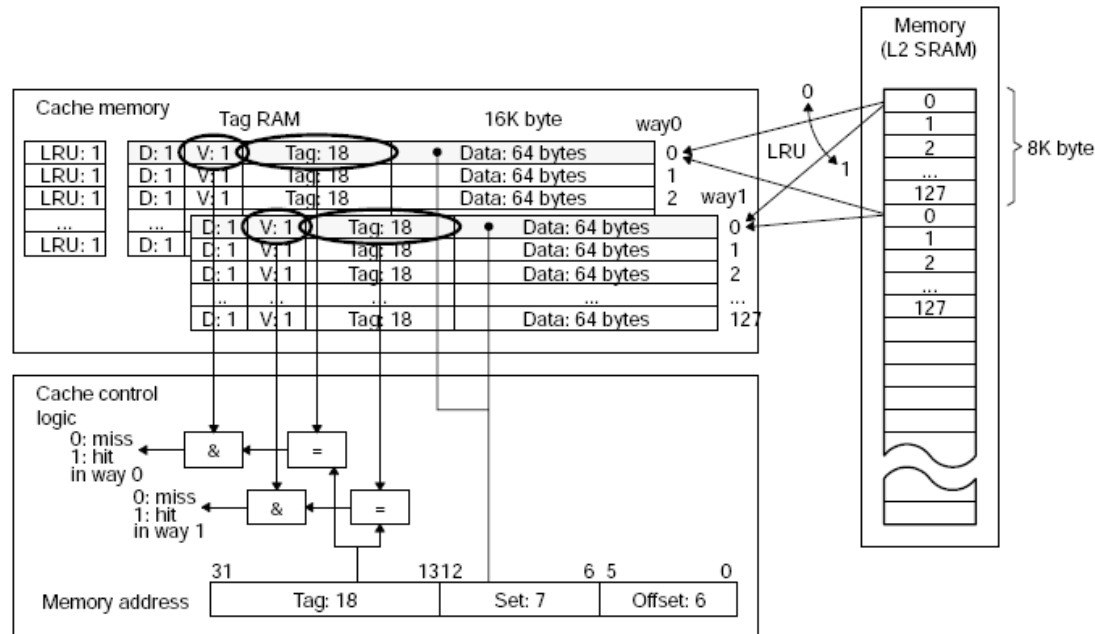 Memory
(L2 SRAM)
Cache memory
Tag RAM
16K byte
way0
LRU: 1 D: 1 V: 1 Tag: 18 Data: 64 bytes 0
LRU: 1 D: 1 V: 1 Tag: 18 Data: 64 bytes 1
LRU: 1 D: 1 V: 1 Tag: 18 Data: 64 bytes 2
... ...
LRU: 1 D: 1
way1
D: 1 V: 1 Tag: 18 Data: 64 bytes 0
D: 1 V: 1 Tag: 18 Data: 64 bytes 1
D: 1 V: 1 Tag: 18 Data: 64 bytes 2
... ... ... ... ...
D: 1 V: 1 Tag: 18 Data: 64 bytes 127
0
LRU
1
0
1
2
...
127
8K byte
0
1
2
...
127
Cache control
logic
0: miss
1: hit
in way 0
& =
0: miss
1: hit
in way 1
& =
31 13 12 6 5 0
Memory address Tag: 18 Set: 7 Offset: 6